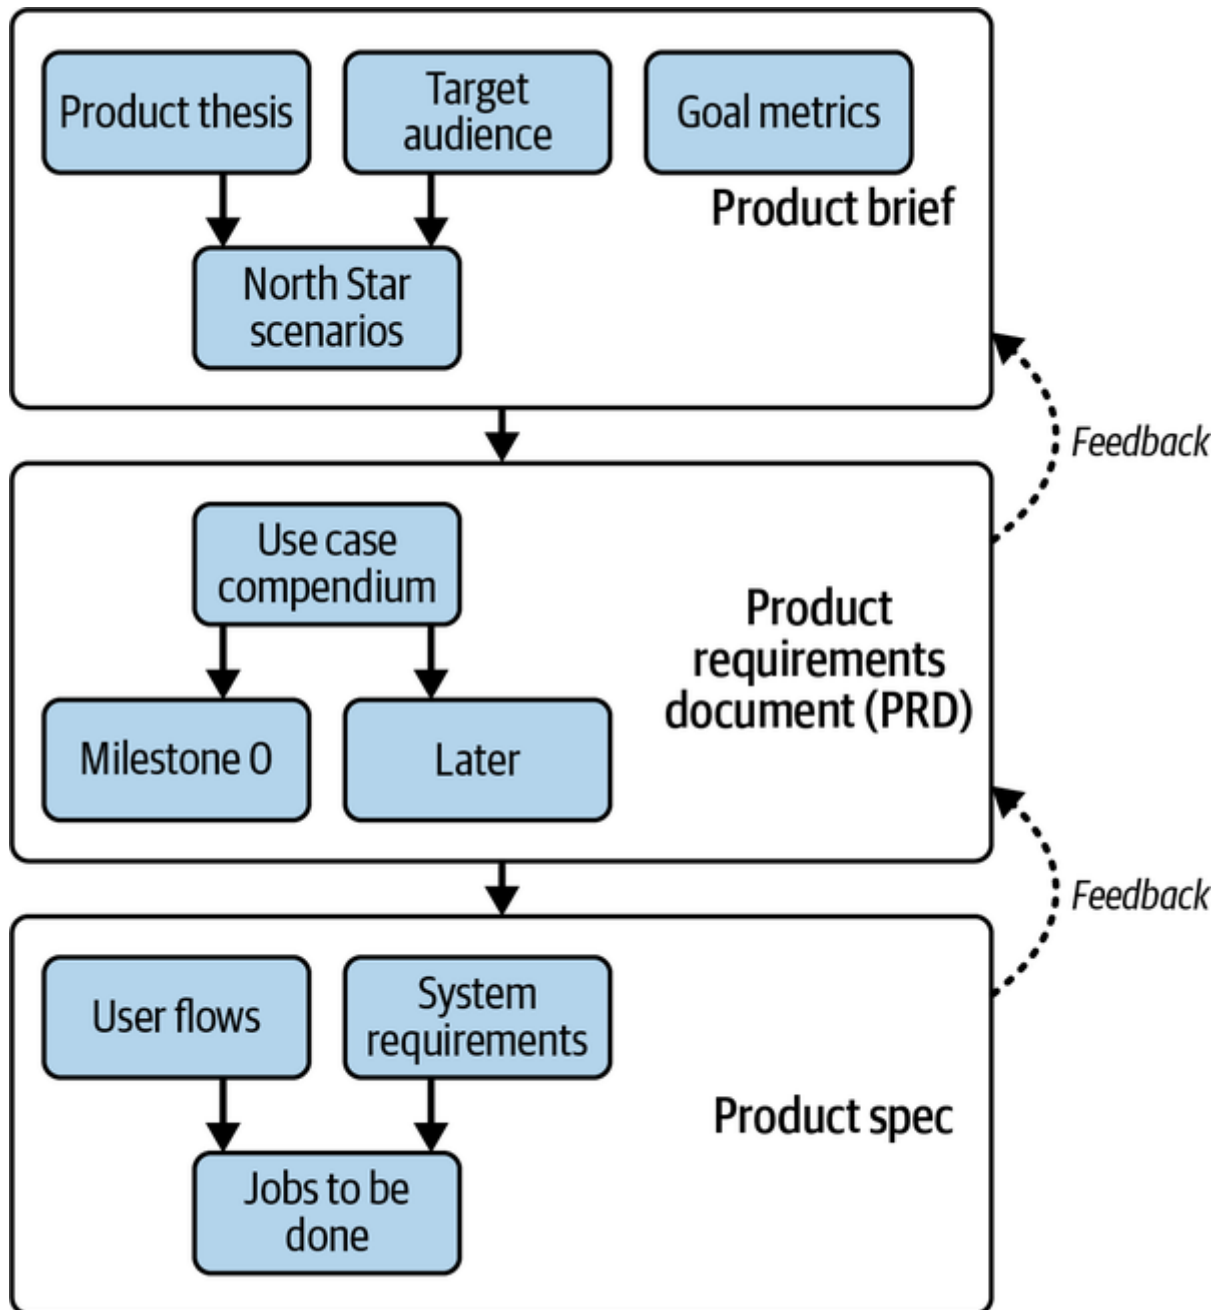 Product thesis
Target
audience
Goal metrics
Product brief
North Star
scenarios
Feedback
Use case
compendium
Product
requirements
document (PRD)
Milestone 0
Later
Feedback
User flows
System
requirements
Product spec
Jobs to be
done